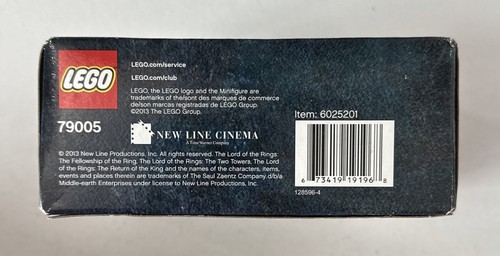 LEGO
LEGO.com/service
LEGO.com/club
LEGO, the LEGO logo and the Minifigure are
trademarks of the/sont des marques de commerce
de/son marcas registradas de LEGO Group.
©2013 The LEGO Group.
79005
NEW LINE CINEMA
A Time Warner Company
© 2013 New Line Productions, Inc. All rights reserved. The Lord of the Rings:
The Fellowship of the Ring, The Lord of the Rings: The Two Towers, The Lord
of the Rings: The Return of the King and the names of the characters, items,
events and places therein are trademarks of The Saul Zaentz Company d/b/a
Middle-earth Enterprises under license to New Line Productions, Inc.
Item: 6025201
6 73419 19196 8
128596-4